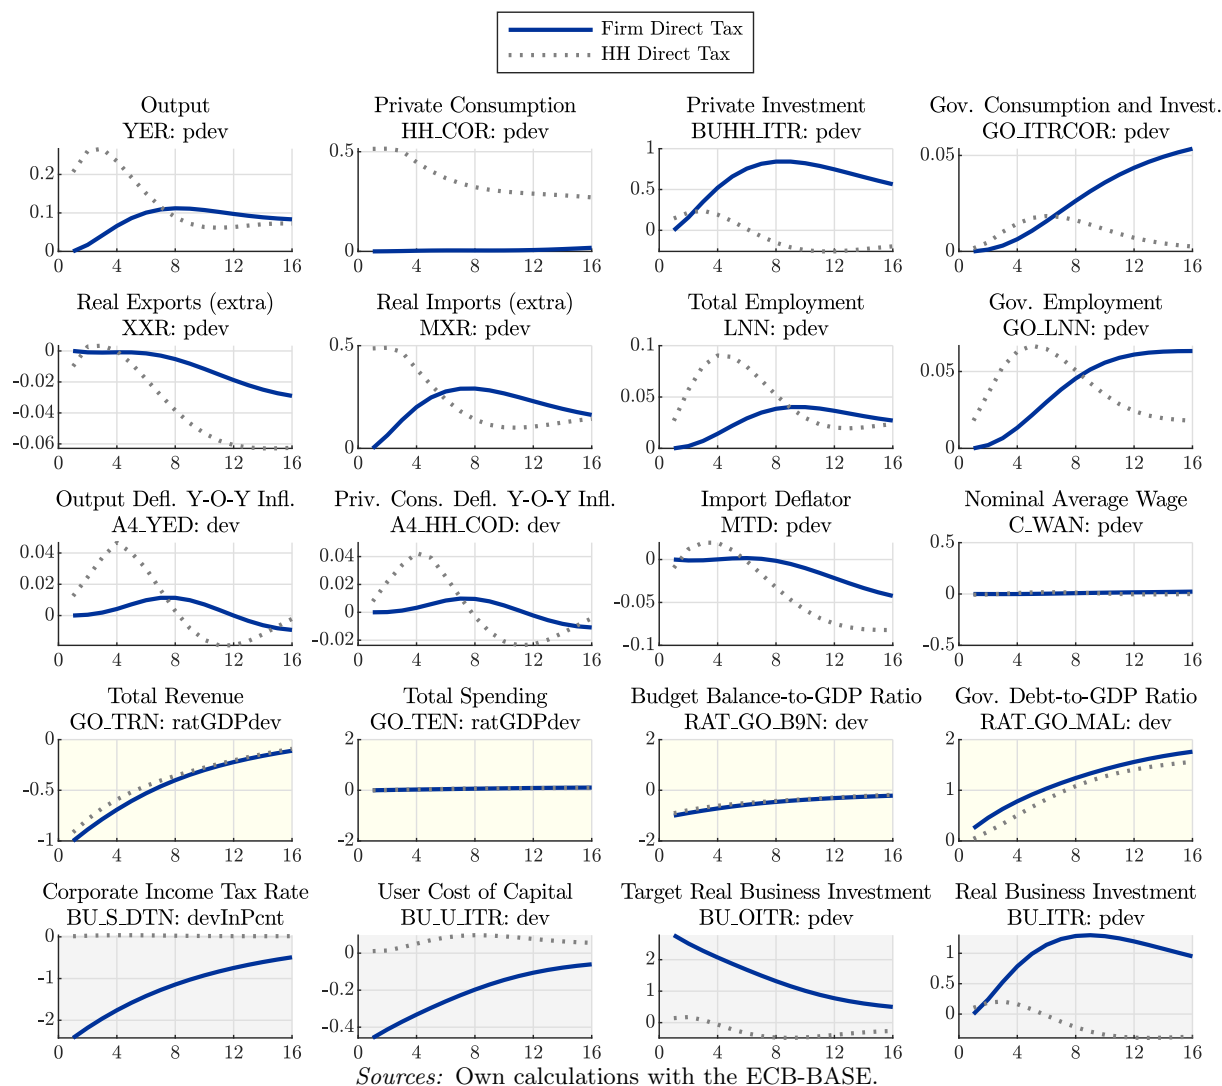 Firm Direct Tax
HH Direct Tax
Output
YER: pdev
0.2
0.1
0
0 4 8 12 16
Private Consumption
HH_COR: pdev
0.5
0
0 4 8 12 16
Private Investment
BUHH_ITR: pdev
1
0.5
0
0 4 8 12 16
Gov. Consumption and Invest.
GO_ITRCOR: pdev
0.05
0
0 4 8 12 16
Real Exports (extra)
XXR: pdev
0
-0.02
-0.04
-0.06
0 4 8 12 16
Real Imports (extra)
MXR: pdev
0.5
0
0 4 8 12 16
Total Employment
LNN: pdev
0.1
0.05
0
0 4 8 12 16
Gov. Employment
GO_LNN: pdev
0.05
0
0 4 8 12 16
Output Defl. Y-O-Y Infl.
A4_YED: dev
0.04
0.02
0
0 4 8 12 16
Priv. Cons. Defl. Y-O-Y Infl.
A4_HH_COD: dev
0.04
0.02
0
-0.02
0 4 8 12 16
Import Deflator
MTD: pdev
0
-0.05
-0.1
0 4 8 12 16
Nominal Average Wage
C_WAN: pdev
0.5
0
-0.5
0 4 8 12 16
Total Revenue
GO_TRN: ratGDPdev
0
-0.5
-1
0 4 8 12 16
Total Spending
GO_TEN: ratGDPdev
2
0
-2
0 4 8 12 16
Budget Balance-to-GDP Ratio
RAT_GO_B9N: dev
2
0
-2
0 4 8 12 16
Gov. Debt-to-GDP Ratio
RAT_GO_MAL: dev
2
1
0
0 4 8 12 16
Corporate Income Tax Rate
BU_S_DTN: devInPcnt
0
-1
-2
0 4 8 12 16
User Cost of Capital
BU_U_ITR: dev
0
-0.2
-0.4
0 4 8 12 16
Target Real Business Investment
BU_OITR: pdev
2
1
0
0 4 8 12 16
Real Business Investment
BU_ITR: pdev
1
0.5
0
0 4 8 12 16
Sources: Own calculations with the ECB-BASE.